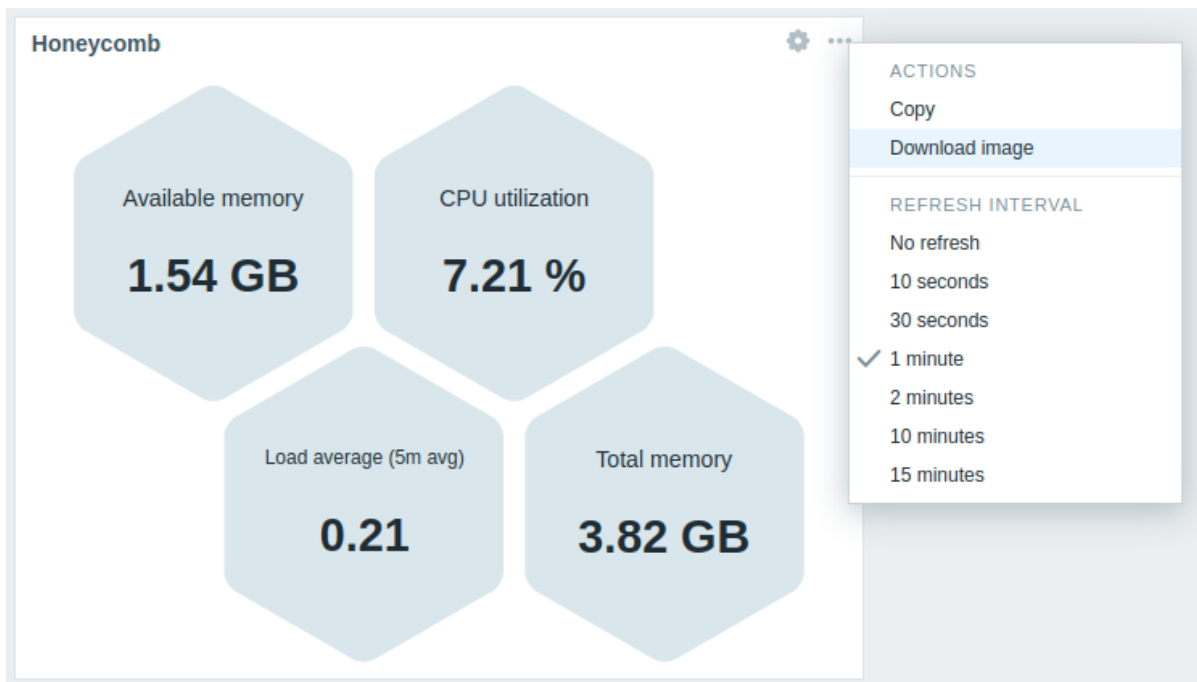 Honeycomb
Available memory
1.54 GB
CPU utilization
7.21 %
Load average (5m avg)
0.21
Total memory
3.82 GB
ACTIONS
Copy
Download image
REFRESH INTERVAL
No refresh
10 seconds
30 seconds
1 minute
2 minutes
10 minutes
15 minutes